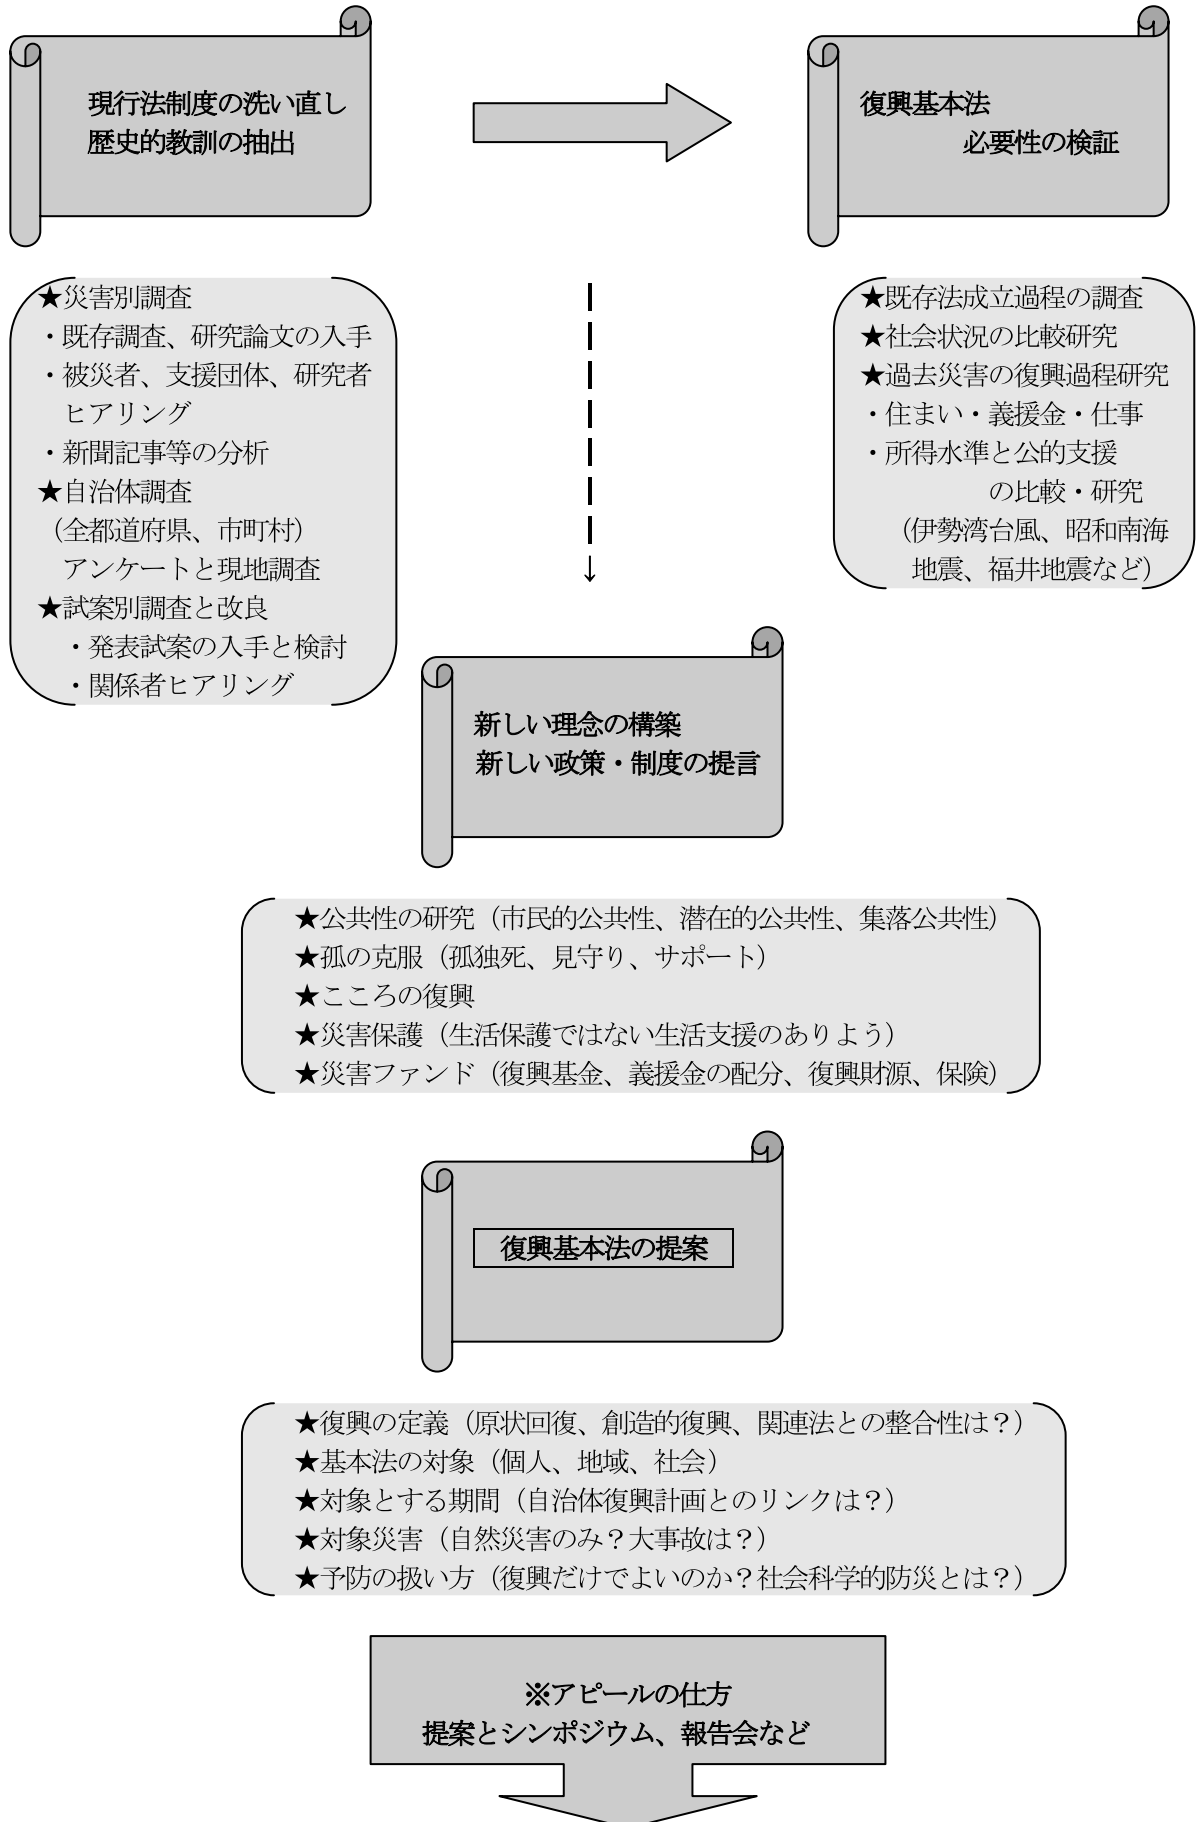 現行法制度の洗い直し
歴史的教訓の抽出
復興基本法
必要性の検証
★災害別調査
・既存調査、研究論文の入手
・被災者、支援団体、研究者
ヒアリング
・新聞記事等の分析
★自治体調査
（全都道府県、市町村）
アンケートと現地調査
★試案別調査と改良
・発表試案の入手と検討
・関係者ヒアリング
★既存法成立過程の調査
★社会状況の比較研究
★過去災害の復興過程研究
・住まい・義援金・仕事
・所得水準と公的支援
の比較・研究
（伊勢湾台風、昭和南海
地震、福井地震など）
↓
新しい理念の構築
新しい政策・制度の提言
★公共性の研究（市民的公共性、潜在的公共性、集落公共性）
★孤の克服（孤独死、見守り、サポート）
★こころの復興
★災害保護（生活保護ではない生活支援のありよう）
★災害ファンド（復興基金、義援金の配分、復興財源、保険）
復興基本法の提案
★復興の定義（原状回復、創造的復興、関連法との整合性は？）
★基本法の対象（個人、地域、社会）
★対象とする期間（自治体復興計画とのリンクは？）
★対象災害（自然災害のみ？大事故は？）
★予防の扱い方（復興だけでよいのか？社会科学的防災とは？）
※アピールの仕方
提案とシンポジウム、報告会など